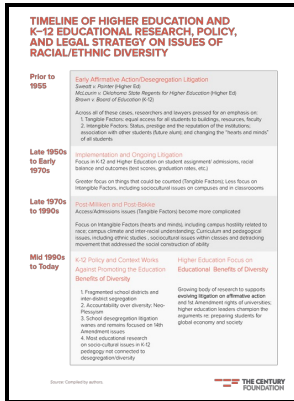 TIMELINE OF HIGHER EDUCATION AND
K–12 EDUCATIONAL RESEARCH, POLICY,
AND LEGAL STRATEGY ON ISSUES OF
RACIAL/ETHNIC DIVERSITY
Prior to
1955
Early Affirmative Action/Desegregation Litigation
Sweatt v. Painter (Higher Ed)
McLaurin v. Oklahoma State Regents for Higher Education (Higher Ed)
Brown v. Board of Education (K-12)
Across all of these cases, researchers and lawyers pressed for an emphasis on:
1. Tangible Factors: equal access for all students to buildings, resources, faculty
2. Intangible Factors: Status, prestige and the reputation of the institutions;
association with other students (future alum); and changing the "hearts and minds"
of all students
Late 1950s
to Early
1970s
Implementation and Ongoing Litigation
Focus in K-12 and Higher Education on student assignment/ admissions, racial
balance and outcomes (test scores, graduation rates, etc.)
Greater focus on things that could be counted (Tangible Factors); Less focus on
Intangible Factors, including sociocultural issues on campuses and in classrooms
Late 1970s
to 1990s
Post-Milliken and Post-Bakke
Access/Admissions issues (Tangible Factors) become more complicated
Focus on Intangible Factors (hearts and minds), including campus hostility related to
race; campus climate and inter-racial understanding; Curriculum and pedagogical
issues, including ethnic studies , sociocultural issues within classes and detracking
movement that addressed the social construction of ability
Mid 1990s
to Today
K-12 Policy and Context Works
Against Promoting the Education
Benefits of Diversity
1. Fragmented school districts and
inter-district segregation
2. Accountability over diversity; Neo-
Plessyism
3. School desegregation litigation
wanes and remains focused on 14th
Amendment issues
4. Most educational research
on socio-cultural issues in K-12
pedagogy not connected to
desegregation/diversity
Higher Education Focus on
Educational Benefits of Diversity
Growing body of research to supports
evolving litigation on affirmative action
and 1st Amendment rights of universities;
higher education leaders champion the
arguments re: preparing students for
global economy and society
Source: Compiled by authors.
THE CENTURY
FOUNDATION